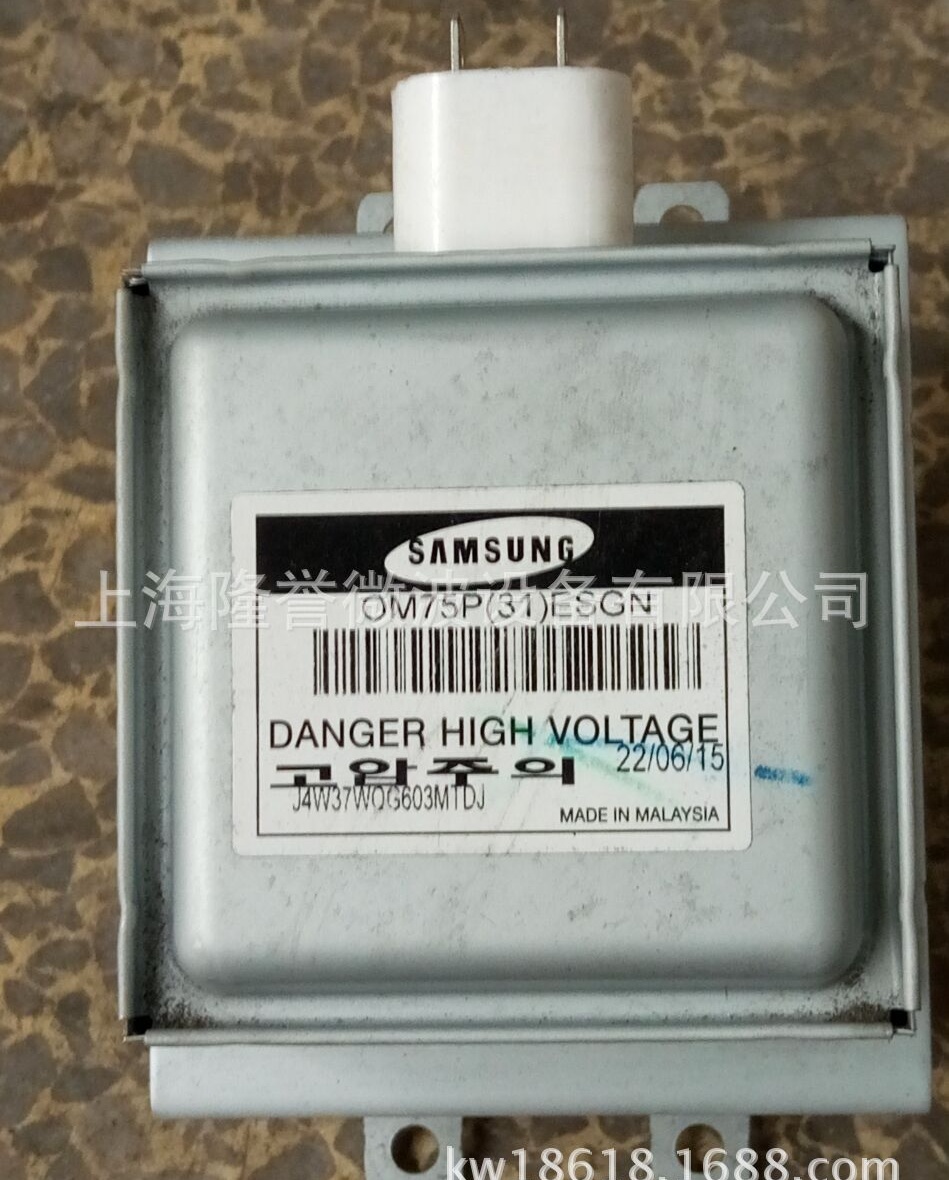 SAMSUNG
上海隆誉微波设备有限公司
OM75P(31)ESGN
DANGER HIGH VOLTAGE
고압주의
22/06/15
J4W37WQG603MTDJ
MADE IN MALAYSIA
kw18618.1688.com